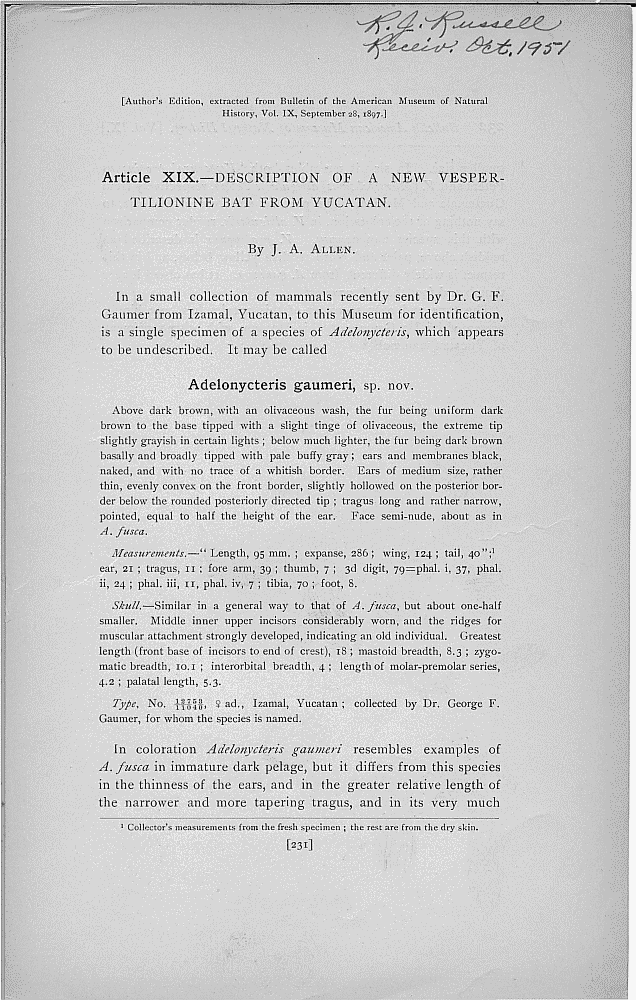 R. J. Russell
Receiv. Oct. 1951
[Author's Edition, extracted from Bulletin of the American Museum of Natural
History, Vol. IX, September 28, 1897.]
Article XIX.—DESCRIPTION OF A NEW VESPER-
TILIONINE BAT FROM YUCATAN.
By J. A. ALLEN.
In a small collection of mammals recently sent by Dr. G. F.
Gaumer from Izamal, Yucatan, to this Museum for identification,
is a single specimen of a species of Adelonycteris, which appears
to be undescribed. It may be called
Adelonycteris gaumeri, sp. nov.
Above dark brown, with an olivaceous wash, the fur being uniform dark
brown to the base tipped with a slight tinge of olivaceous, the extreme tip
slightly grayish in certain lights ; below much lighter, the fur being dark brown
basally and broadly tipped with pale buffy gray ; ears and membranes black,
naked, and with no trace of a whitish border. Ears of medium size, rather
thin, evenly convex on the front border, slightly hollowed on the posterior bor-
der below the rounded posteriorly directed tip ; tragus long and rather narrow,
pointed, equal to half the height of the ear. Face semi-nude, about as in
A. fusca.
Measurements.—“ Length, 95 mm. ; expanse, 286 ; wing, 124 ; tail, 40 ”;¹
ear, 21 ; tragus, 11 ; fore arm, 39 ; thumb, 7 ; 3d digit, 79=phal. i, 37, phal.
ii, 24 ; phal. iii, 11, phal. iv, 7 ; tibia, 70 ; foot, 8.
Skull.—Similar in a general way to that of A. fusca, but about one-half
smaller. Middle inner upper incisors considerably worn, and the ridges for
muscular attachment strongly developed, indicating an old individual. Greatest
length (front base of incisors to end of crest), 18 ; mastoid breadth, 8.3 ; zygo-
matic breadth, 10.1 ; interorbital breadth, 4 ; length of molar-premolar series,
4.2 ; palatal length, 5.3.
Type, No. ♀ ad., Izamal, Yucatan ; collected by Dr. George F.
Gaumer, for whom the species is named.
In coloration Adelonycteris gaumeri resembles examples of
A. fusca in immature dark pelage, but it differs from this species
in the thinness of the ears, and in the greater relative length of
the narrower and more tapering tragus, and in its very much
¹ Collector's measurements from the fresh specimen ; the rest are from the dry skin.
[231]